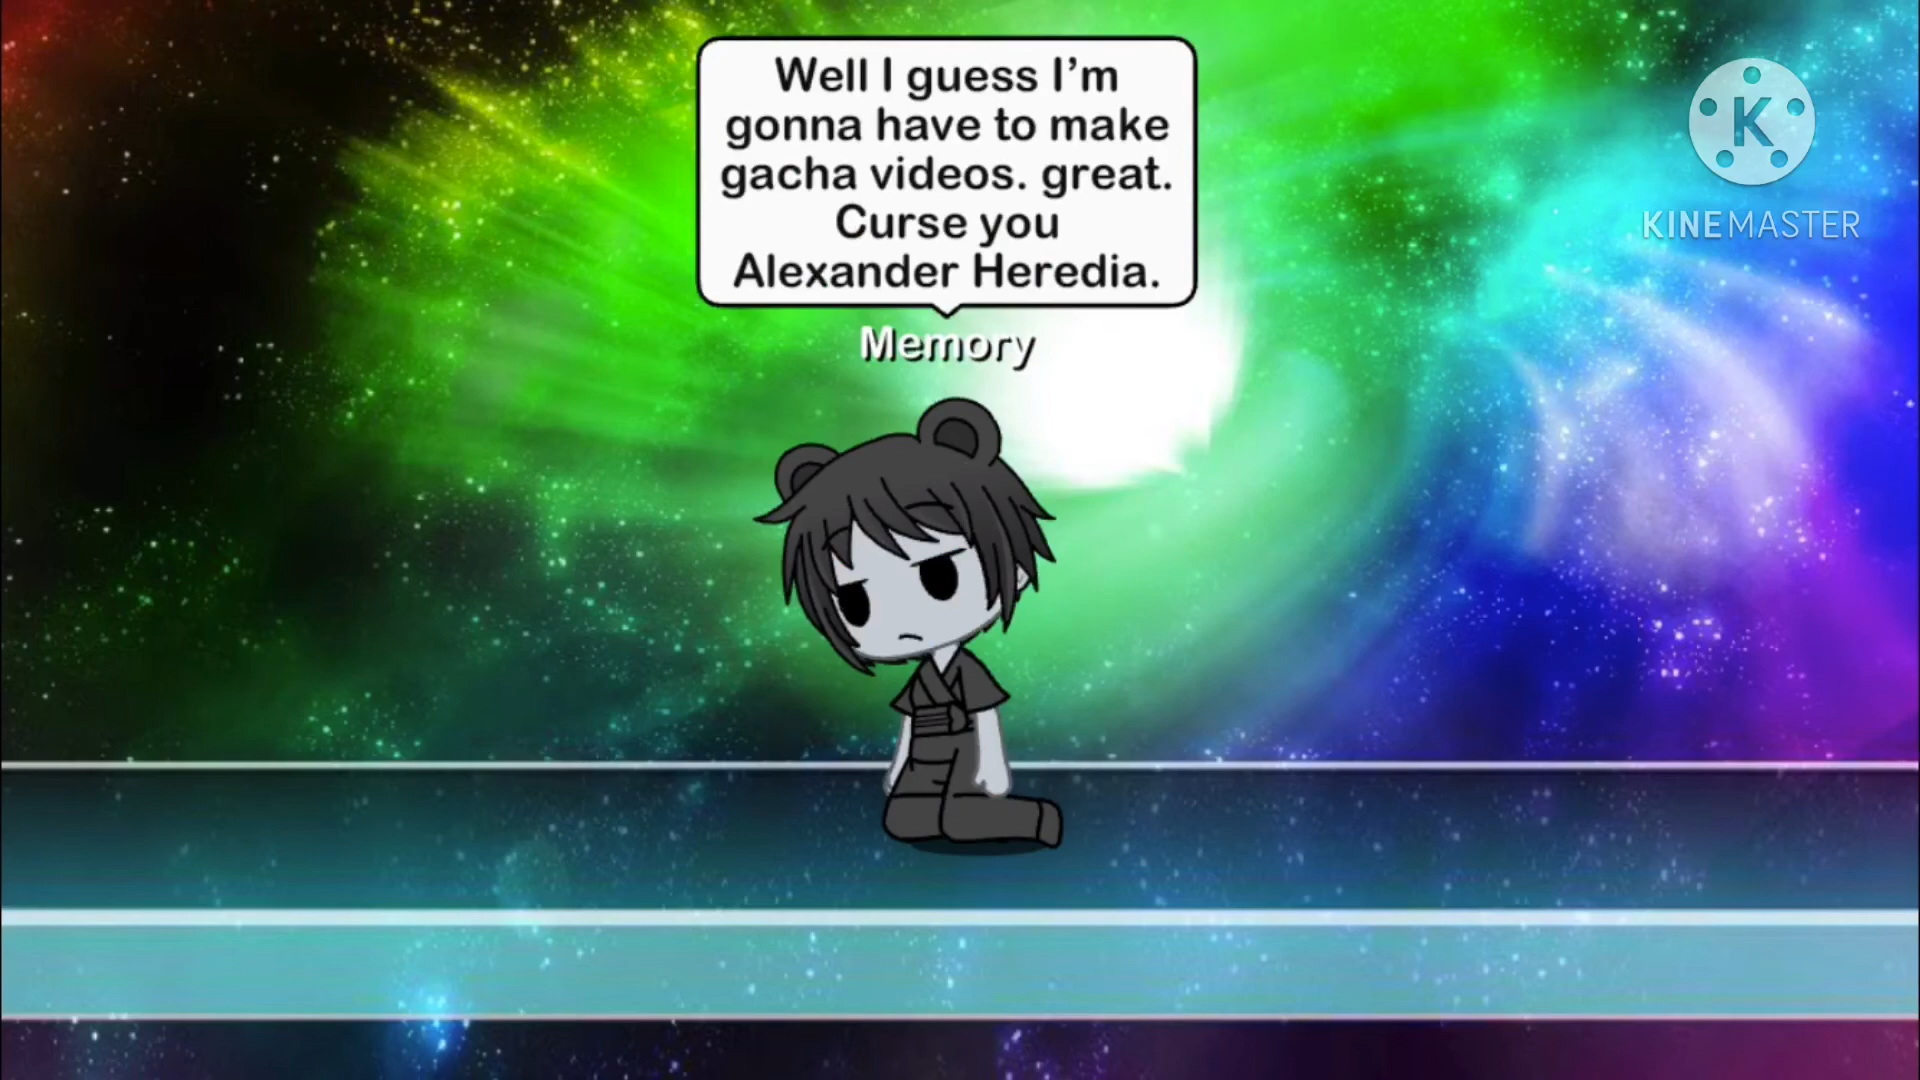 Well I guess I'm
gonna have to make
gacha videos. great.
Curse you
Alexander Heredia.
Memory
K
KINEMASTER